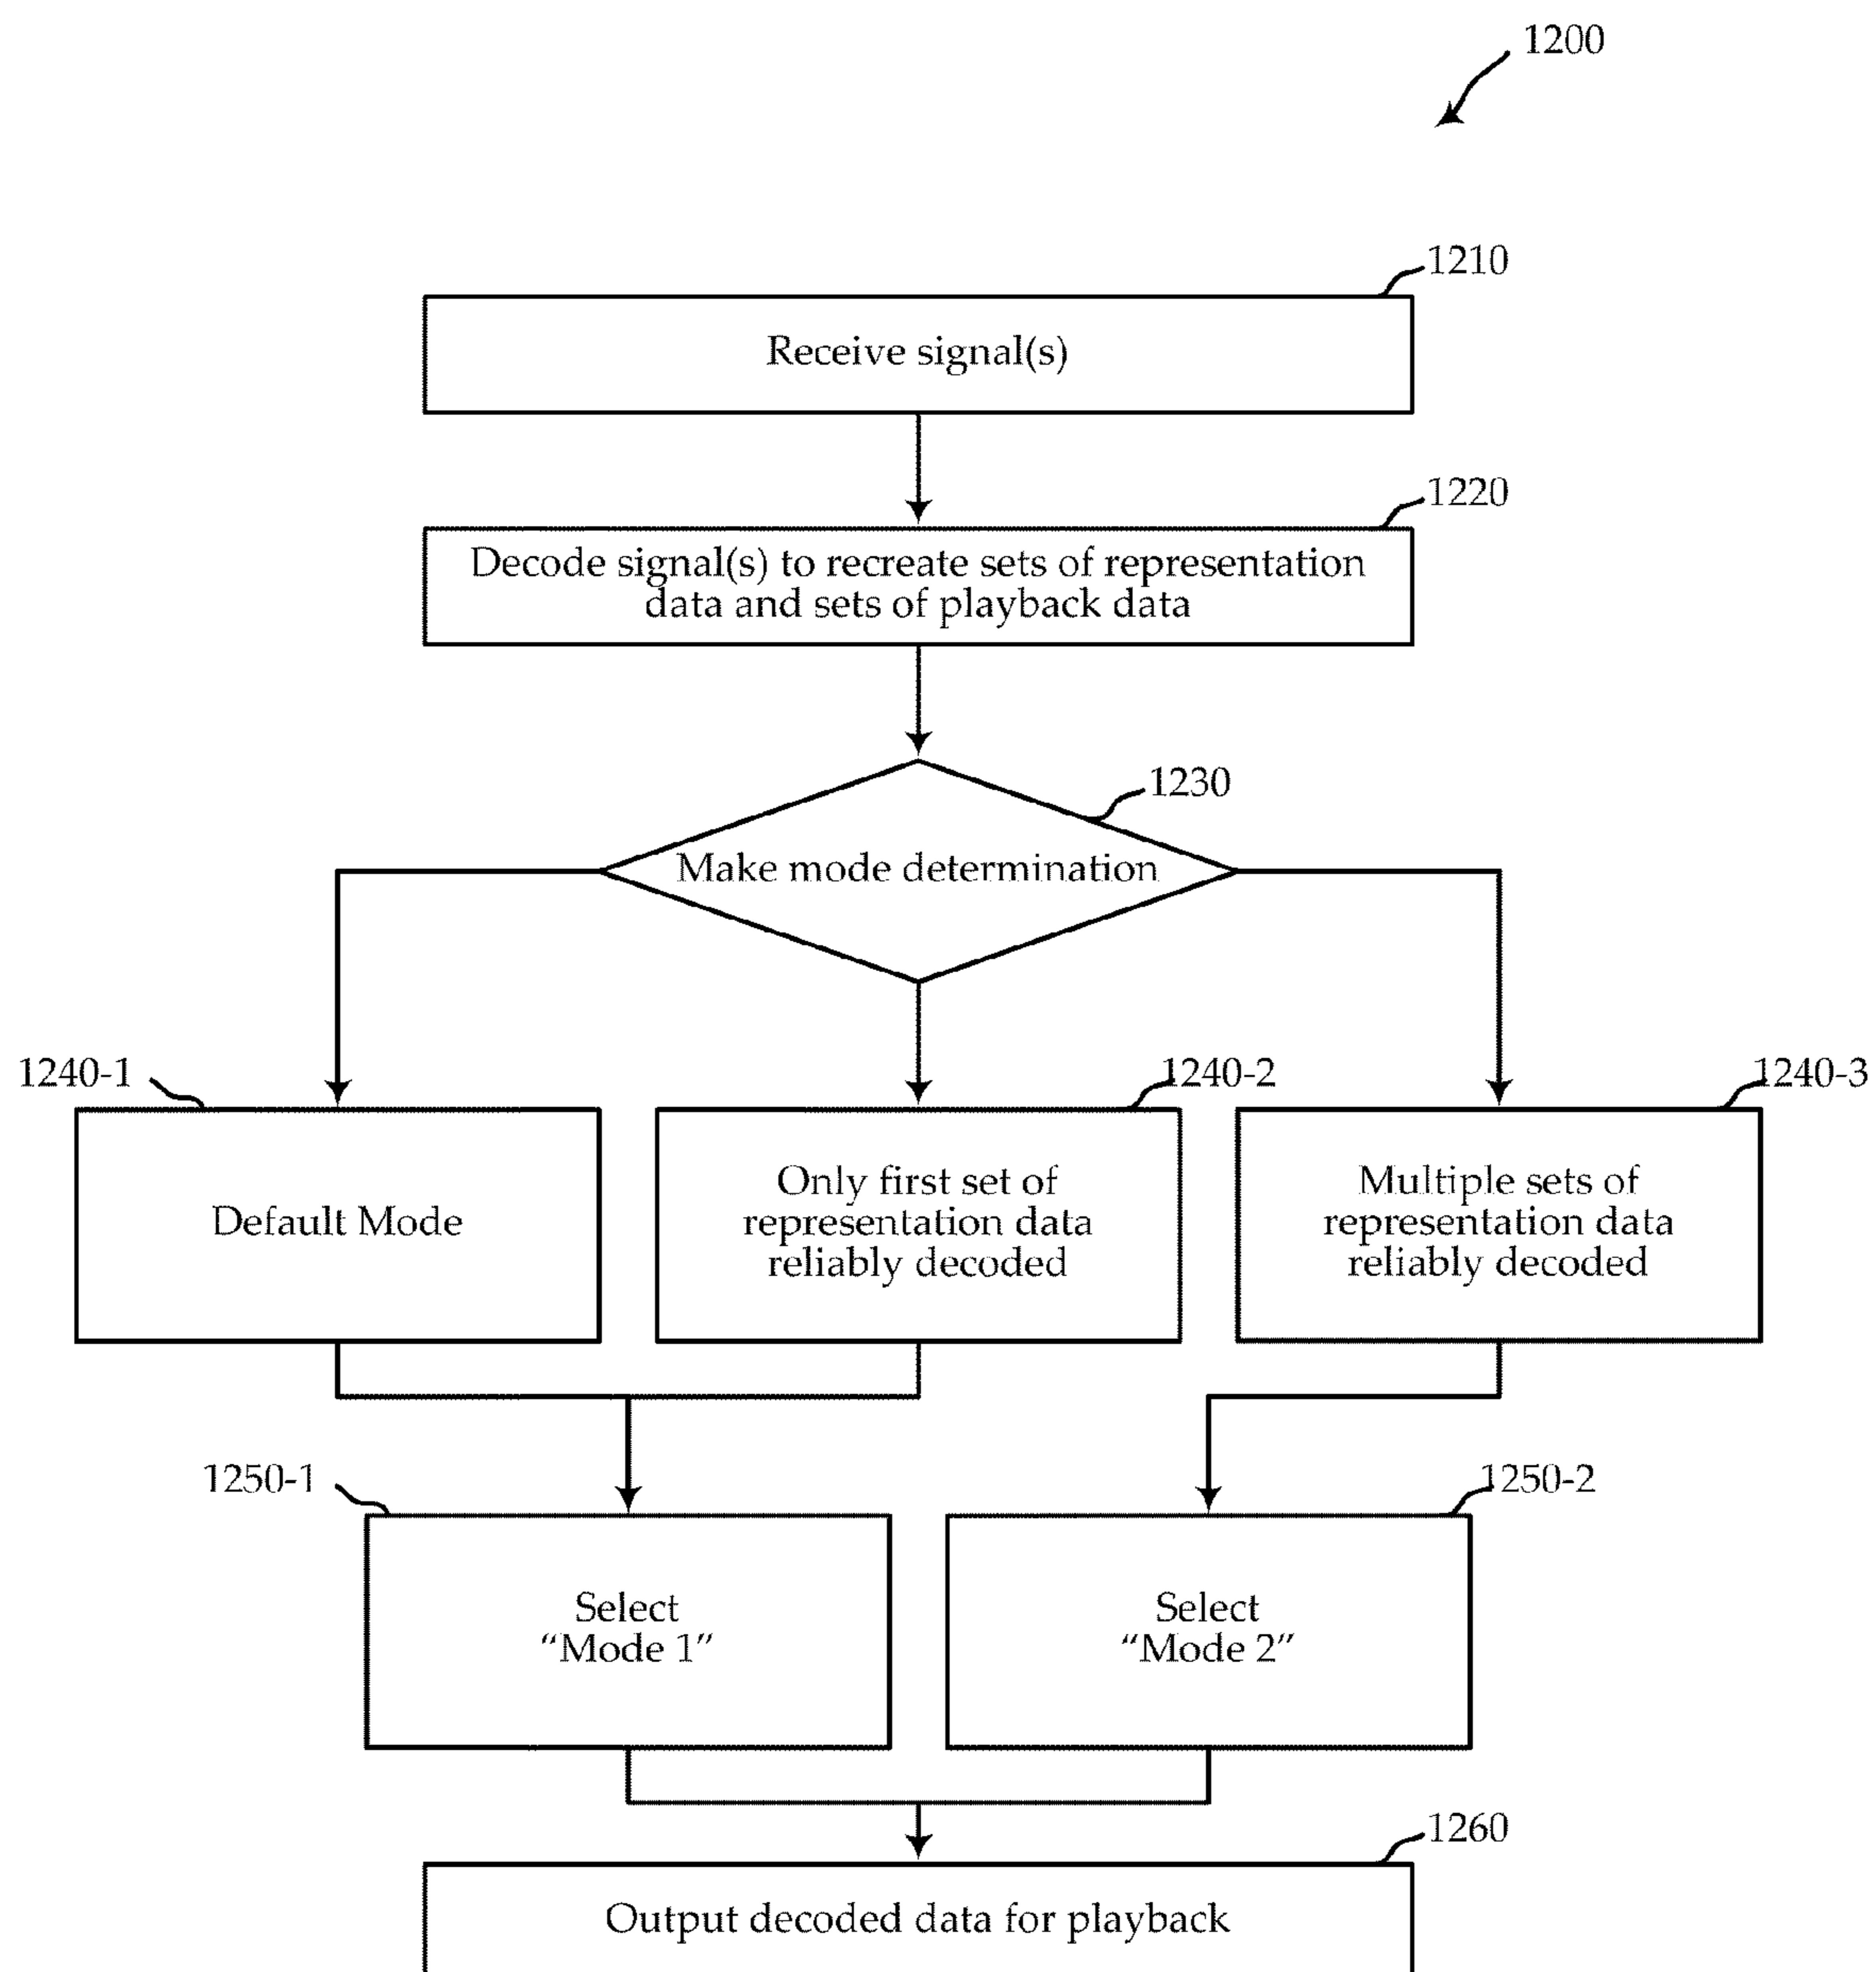 1200
1210
Receive signal(s)
1220
Decode signal(s) to recreate sets of representation
data and sets of playback data
1230
Make mode determination
1240-1
1240-2
1240-3
Default Mode
Only first set of
representation data
reliably decoded
Multiple sets of
representation data
reliably decoded
1250-1
1250-2
Select
“Mode 1”
Select
“Mode 2”
1260
Output decoded data for playback